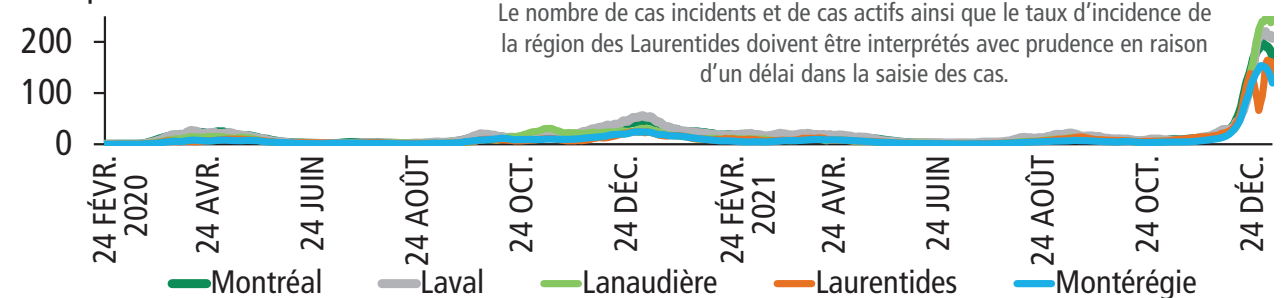 Le nombre de cas incidents et de cas actifs ainsi que le taux d’incidence de
la région des Laurentides doivent être interprétés avec prudence en raison
d’un délai dans la saisie des cas.
200
100
0
24 FÉVR.
2020
24 AVR.
24 JUIN
24 AOÛT
24 OCT.
24 DÉC.
24 FÉVR.
2021
24 AVR.
24 JUIN
24 AOÛT
24 OCT.
24 DÉC.
Montréal
Laval
Lanaudière
Laurentides
Montérégie